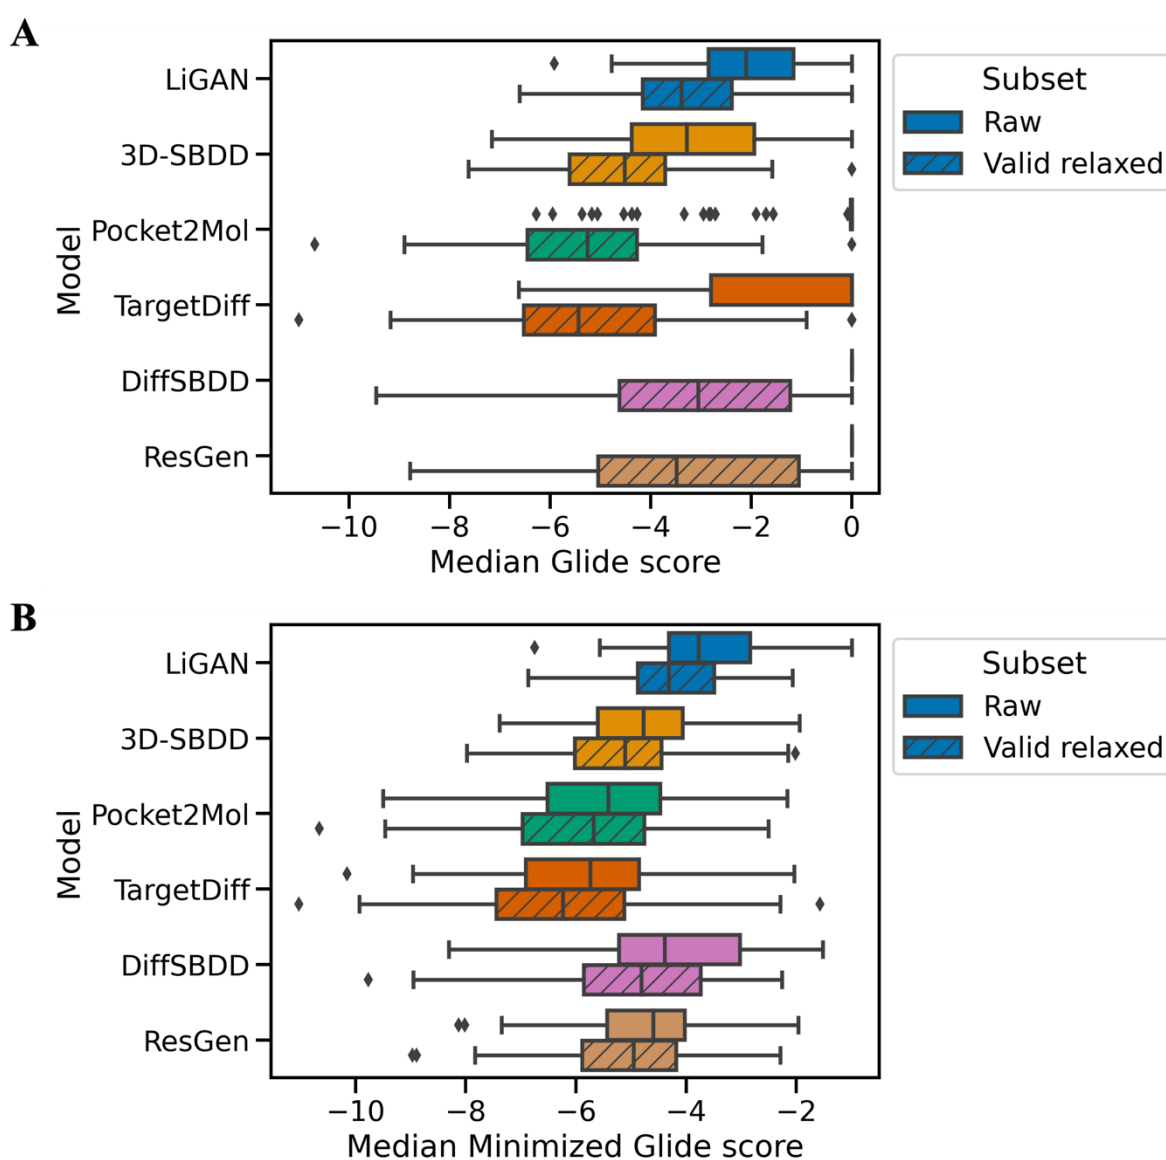 A
LiGAN
3D-SBDD
Pocket2Mol
TargetDiff
DiffSBDD
ResGen
Model
−10 −8 −6 −4 −2 0
Median Glide score
Subset
Raw
Valid relaxed
B
LiGAN
3D-SBDD
Pocket2Mol
TargetDiff
DiffSBDD
ResGen
Model
−10 −8 −6 −4 −2
Median Minimized Glide score
Subset
Raw
Valid relaxed